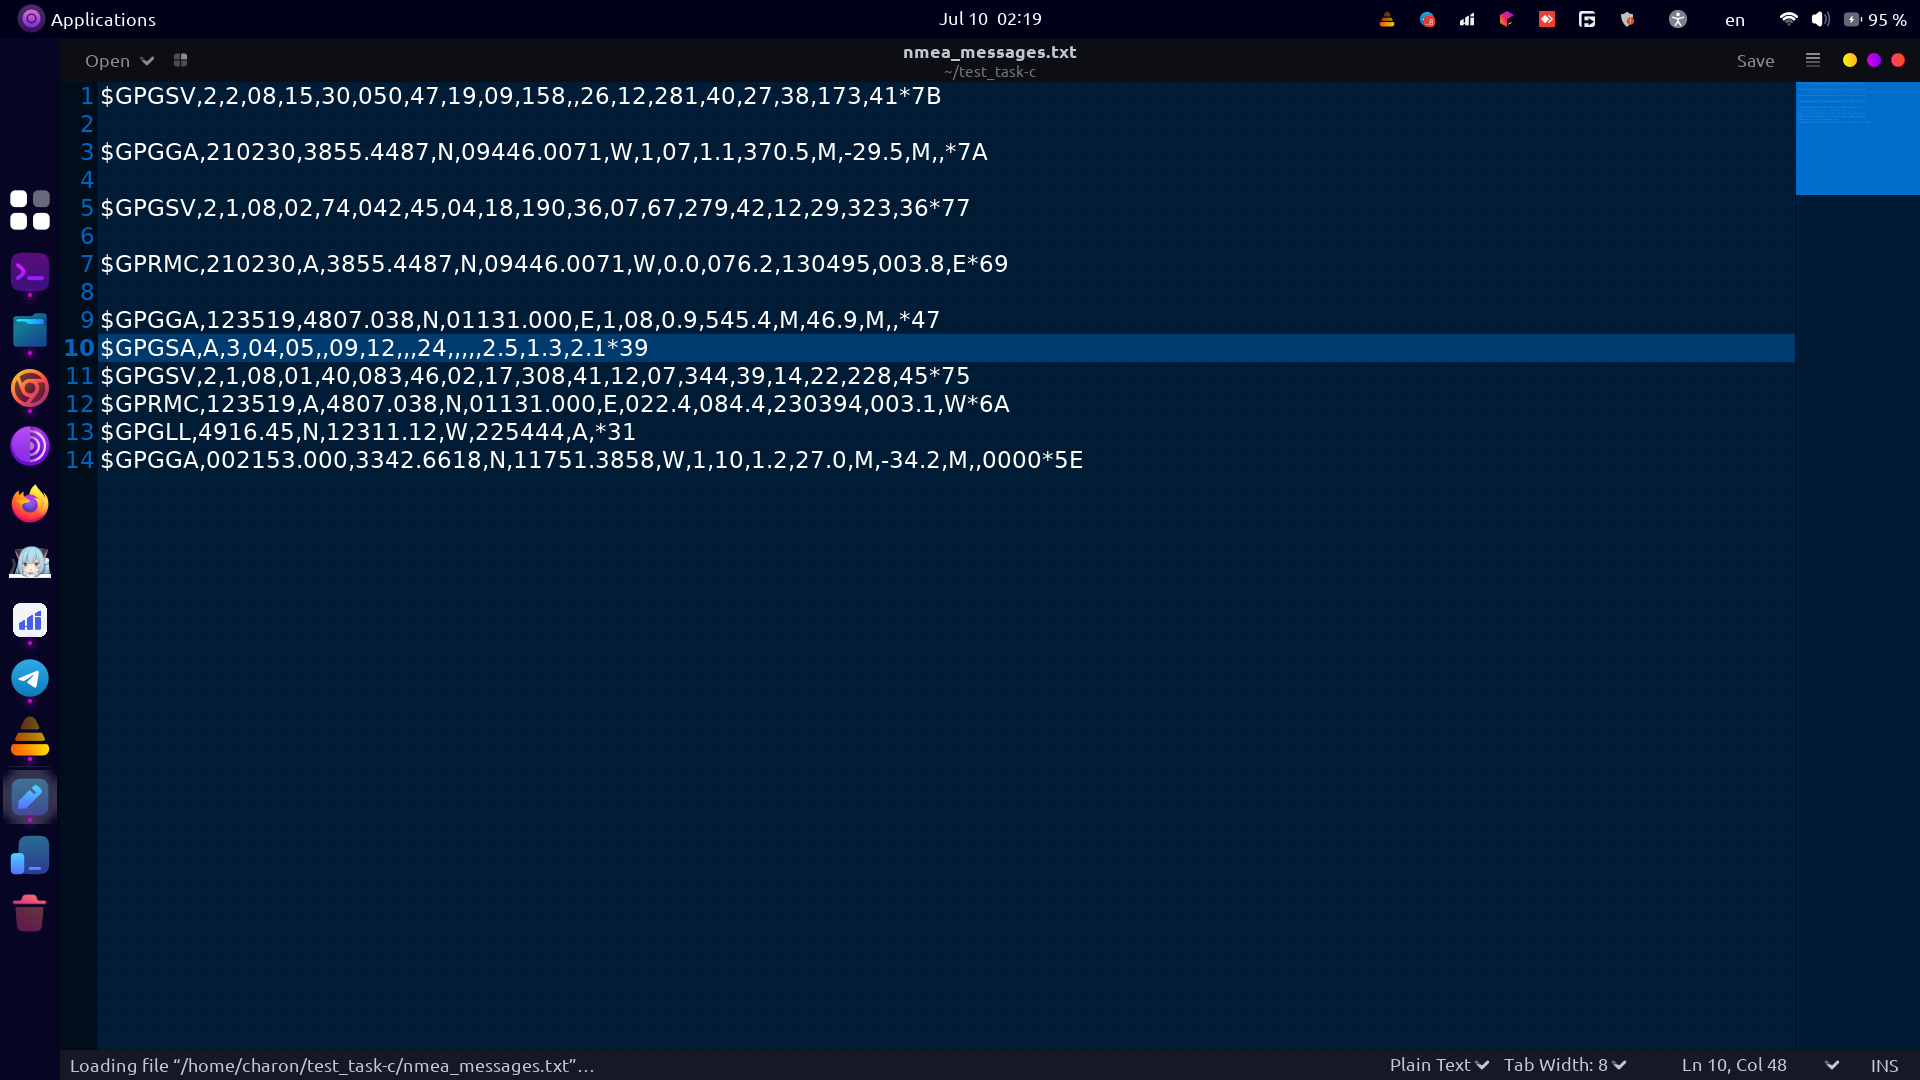 Applications
Jul 10 02:19
en
95 %
Open
nmea_messages.txt
~/test_task-c
Save
1 $GPGSV,2,2,08,15,30,050,47,19,09,158,,26,12,281,40,27,38,173,41*7B
2
3 $GPGGA,210230,3855.4487,N,09446.0071,W,1,07,1.1,370.5,M,-29.5,M,,*7A
4
5 $GPGSV,2,1,08,02,74,042,45,04,18,190,36,07,67,279,42,12,29,323,36*77
6
7 $GPRMC,210230,A,3855.4487,N,09446.0071,W,0.0,076.2,130495,003.8,E*69
8
9 $GPGGA,123519,4807.038,N,01131.000,E,1,08,0.9,545.4,M,46.9,M,,*47
10 $GPGSA,A,3,04,05,,09,12,,,24,,,,,2.5,1.3,2.1*39
11 $GPGSV,2,1,08,01,40,083,46,02,17,308,41,12,07,344,39,14,22,228,45*75
12 $GPRMC,123519,A,4807.038,N,01131.000,E,022.4,084.4,230394,003.1,W*6A
13 $GPGLL,4916.45,N,12311.12,W,225444,A,*31
14 $GPGGA,002153.000,3342.6618,N,11751.3858,W,1,10,1.2,27.0,M,-34.2,M,,0000*5E
Loading file “/home/charon/test_task-c/nmea_messages.txt”…
Plain Text
Tab Width: 8
Ln 10, Col 48
INS